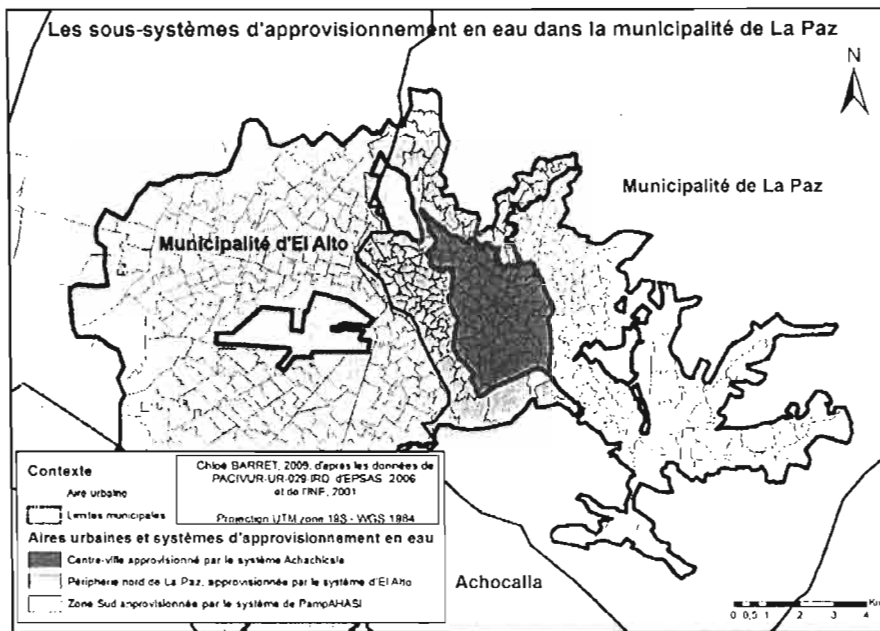 Les sous-systèmes d'approvisionnement en eau dans la municipalité de La Paz
N
Municipalité de La Paz
Municipalité d'El Alto
Contexte
Aire urbaine
Limites municipales
Chloé BARRET, 2009, d'après les données de
PACIVUR-UR-029-IRD d'EPSAS 2006
et de l'INE, 2001
Projection UTM zone 19S - WGS 1984
Aires urbaines et systèmes d'approvisionnement en eau
Centre-ville approvisionné par le système Achachicala
Périphérie nord de La Paz, approvisionnée par le système d'El Alto
Zone Sud approvisionnée par le système de PampAHASI
Achocalla
0 0,5 1 2 3 4
Km